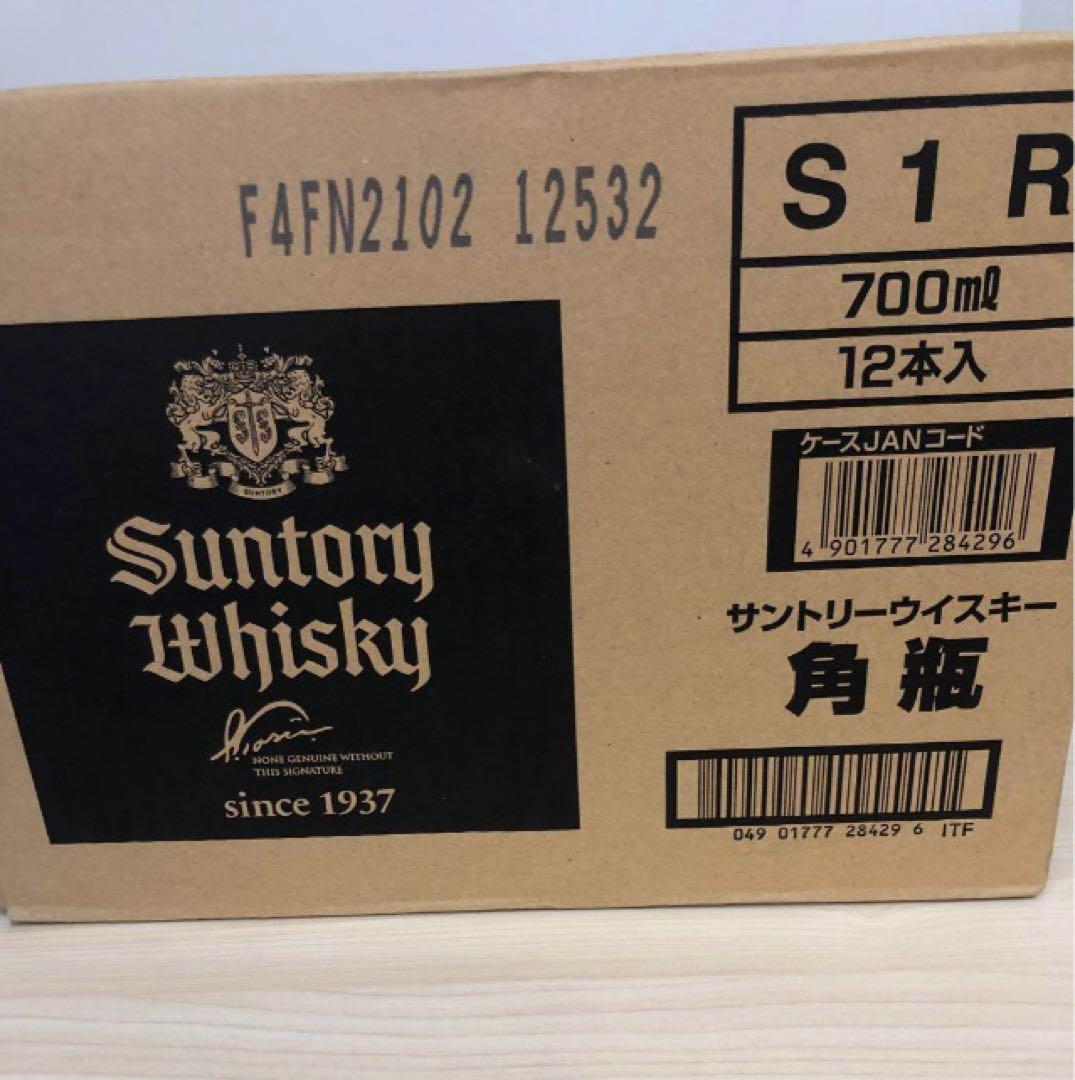 F4FN2102 12532
S 1 R
700ml
12本入
ケースJANコード
4 901777 284296
サントリーウイスキー
角瓶
049 01777 28429 6 ITF
SUNTORY
Suntory
Whisky
NONE GENUINE WITHOUT
THIS SIGNATURE
since 1937